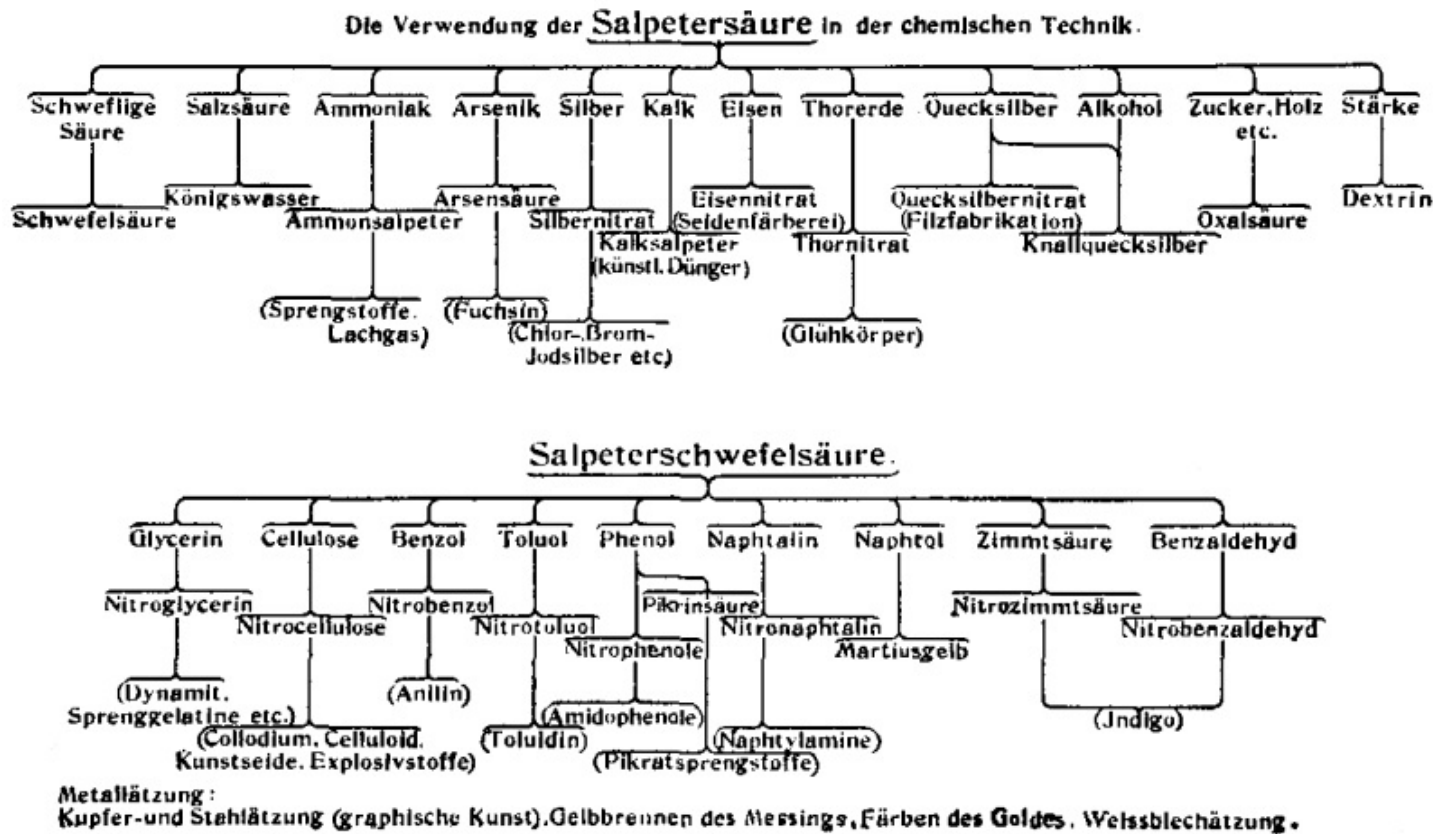 Die Verwendung der Salpetersäure in der chemischen Technik.
Schweflige Säure
Salzsäure
Ammoniak
Arsenik
Silber
Kalk
Eisen
Thorerde
Quecksilber
Alkohol
Zucker, Holz etc.
Stärke
Schwefelsäure
Königswasser
Ammonsalpeter
Arsensäure
Silbernitrat
Kalksalpeter
(künstl. Dünger)
Eisennitrat
(Seidenfärberei)
Thornitrat
Quecksilbernitrat
(Filzfabrikation)
Knallquecksilber
Oxalsäure
Dextrin
(Sprengstoffe.
Lachgas)
(Fuchsin)
(Chlor-, Brom-
Jodsilber etc)
(Glühkörper)
Salpeterschwefelsäure.
Glycerin
Cellulose
Benzol
Toluol
Phenol
Naphtalin
Naphtol
Zimmtsäure
Benzaldehyd
Nitroglycerin
Nitrocellulose
Nitrobenzol
Nitrotoluol
Nitrophenole
Pikrinsäure
Nitronaphtalin
Martiusgelb
Nitrozimmtsäure
Nitrobenzaldehyd
(Dynamit.
Sprenggelatine etc.)
(Collodium. Celluloid.
Kunstseide. Explosivstoffe)
(Anilin)
(Toluidin)
(Amidophenole)
(Pikratsprengstoffe)
(Naphtylamine)
(Jndigo)
Metallätzung:
Kupfer-und Stahlätzung (graphische Kunst). Gelbbrennen des Messings, Färben des Goldes. Weissblechätzung.